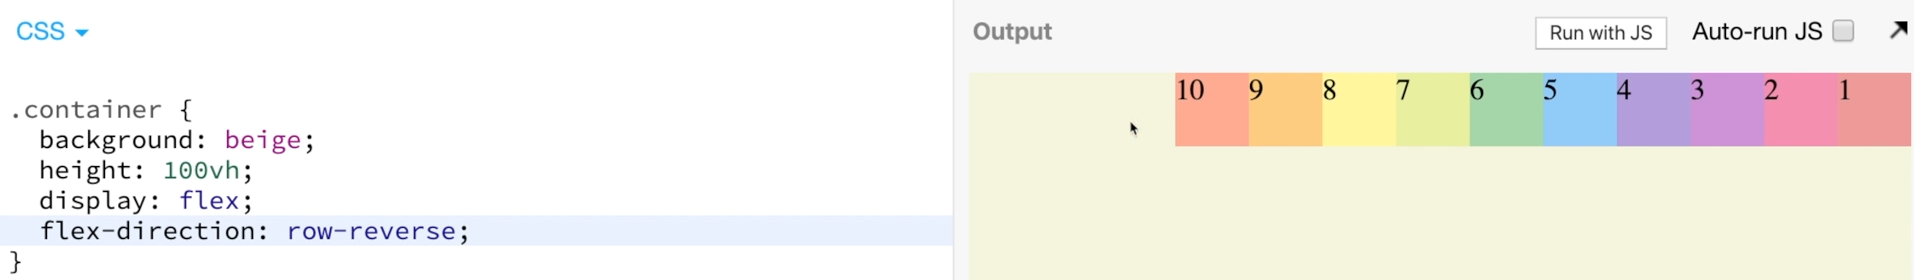 CSS
Output
Run with JS
Auto-run JS
.container {
  background: beige;
  height: 100vh;
  display: flex;
  flex-direction: row-reverse;
}
10 9 8 7 6 5 4 3 2 1